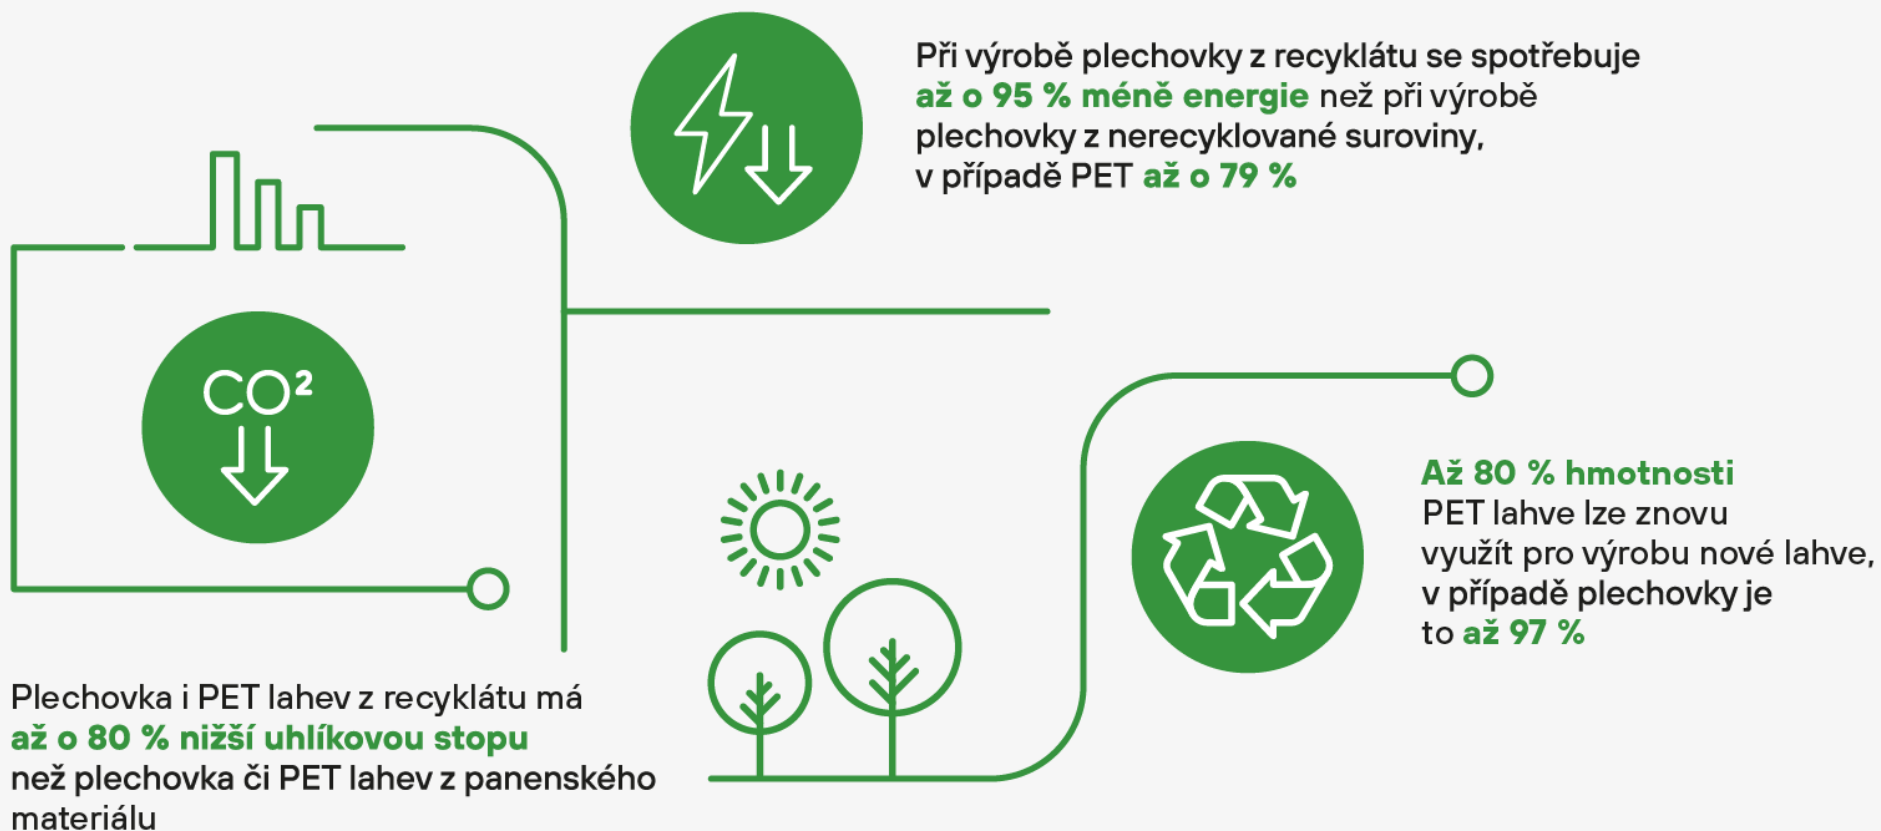 Při výrobě plechovky z recyklátu se spotřebuje
až o 95 % méně energie než při výrobě
plechovky z nerecyklované suroviny,
v případě PET až o 79 %
CO²
Plechovka i PET lahev z recyklátu má
až o 80 % nižší uhlíkovou stopu
než plechovka či PET lahev z panenského
materiálu
Až 80 % hmotnosti
PET lahve lze znovu
využít pro výrobu nové lahve,
v případě plechovky je
to až 97 %